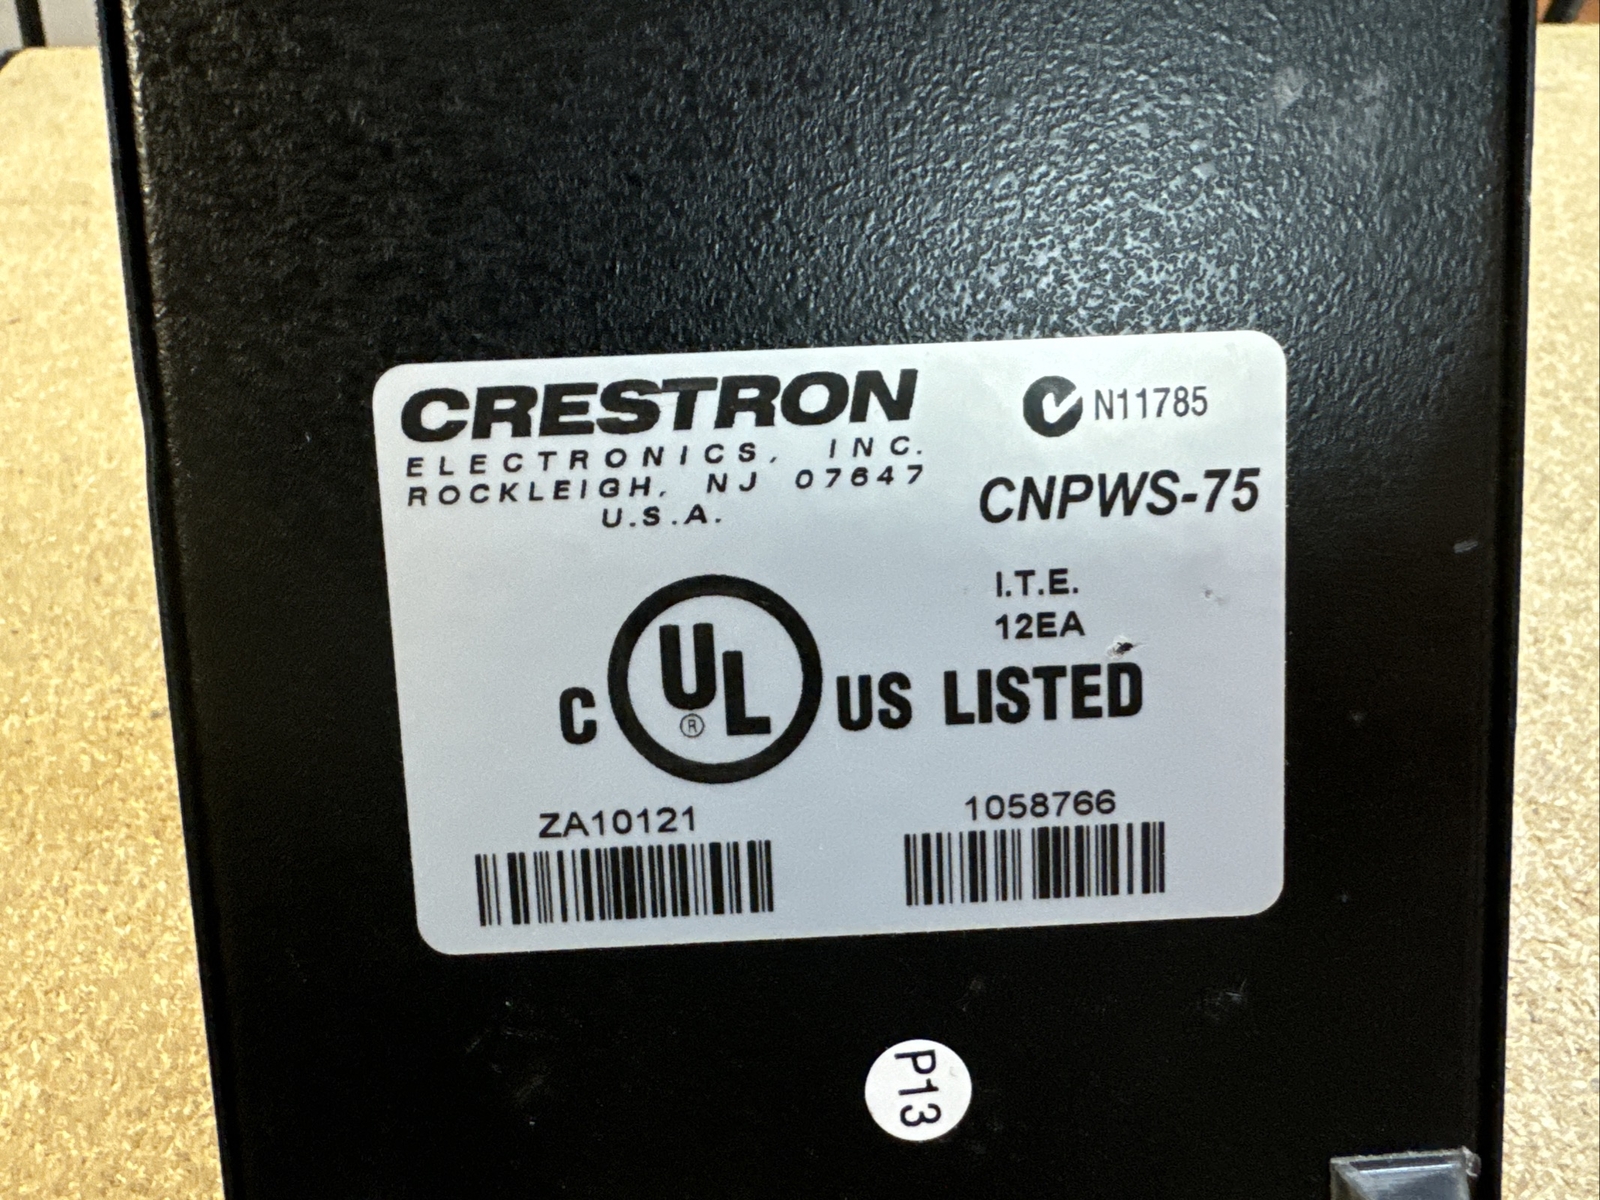 CRESTRON
ELECTRONICS, INC.
ROCKLEIGH, NJ 07647
U.S.A.
N11785
CNPWS-75
I.T.E.
12EA
C UL® US LISTED
ZA10121
1058766
P13